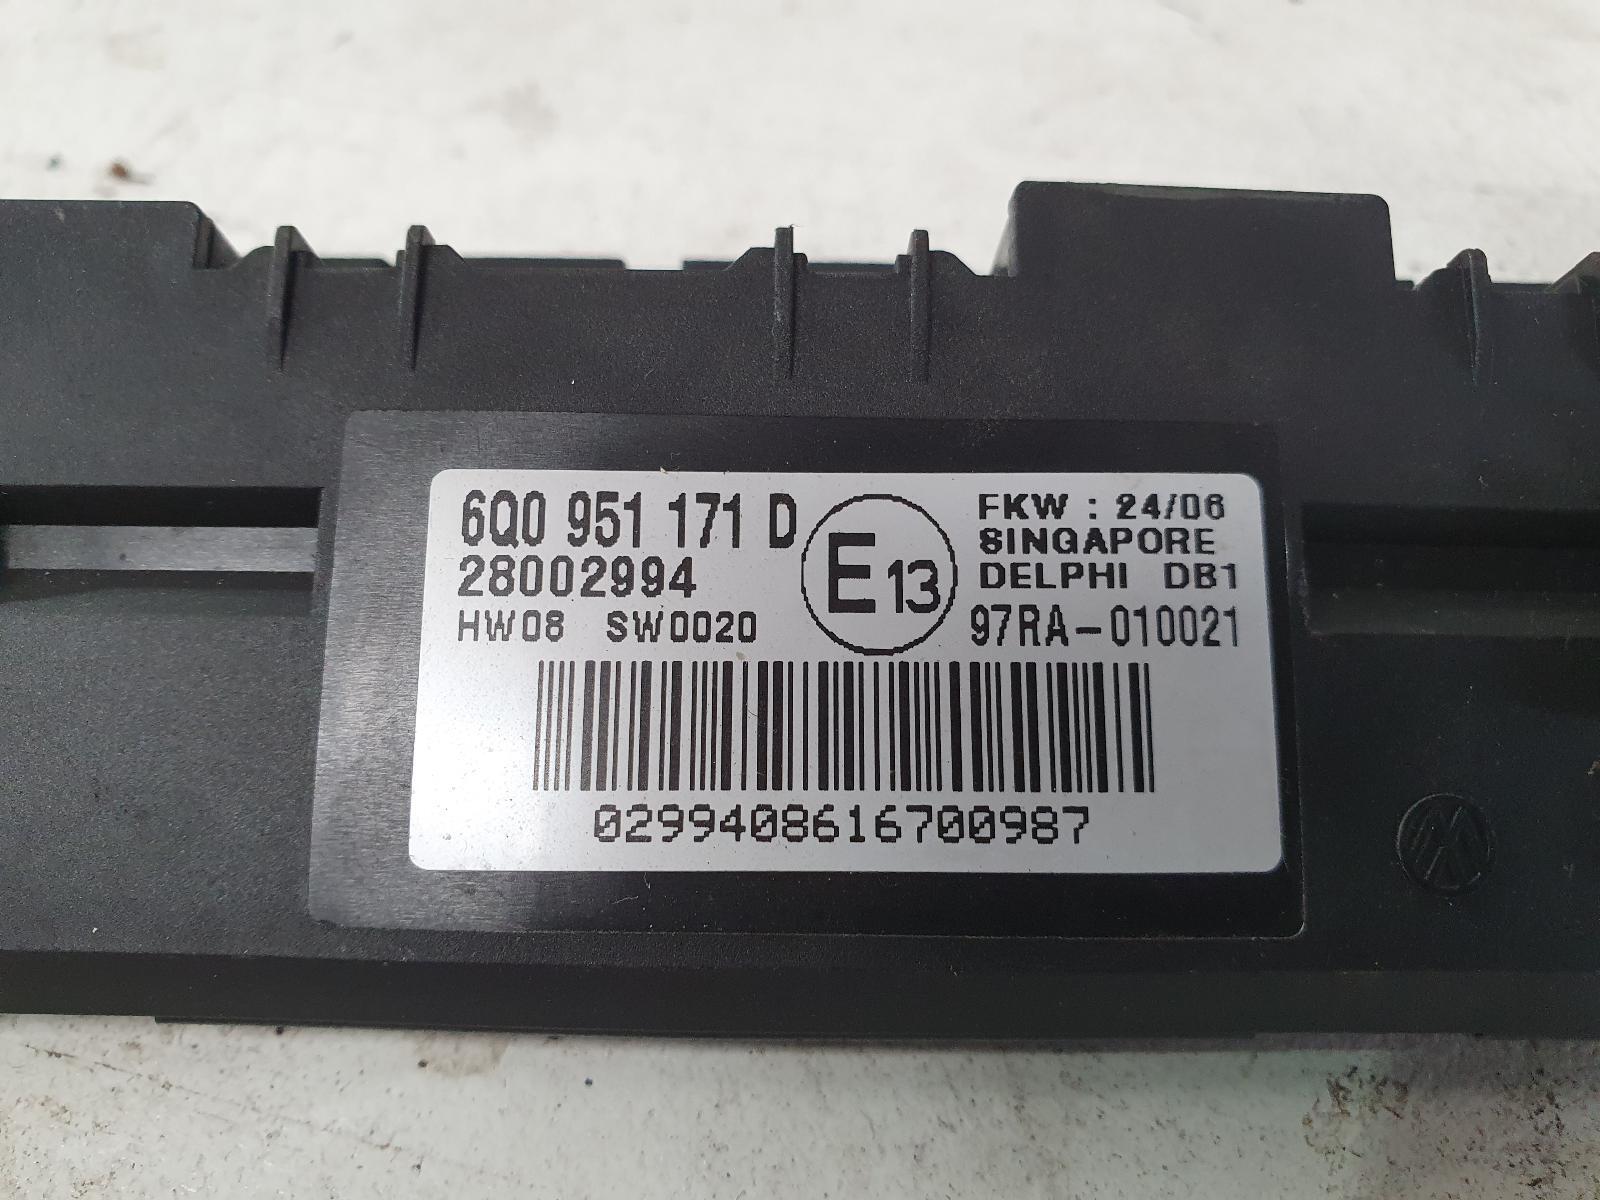 6Q0 951 171 D
28002994
HW08 SW0020
E13
FKW : 24/06
SINGAPORE
DELPHI DB1
97RA-010021
0299408616700987